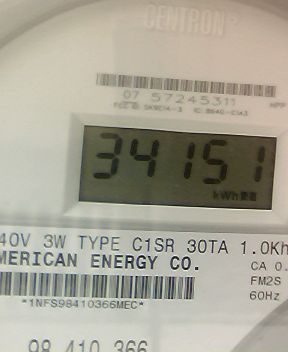 CENTRON®
07 57245311
34151
kWh
40V 3W TYPE C1SR 30TA 1.0Kh
MERICAN ENERGY CO.
CA 0.
FM2S
60Hz
*1NFS98410366MEC*
98 410 366